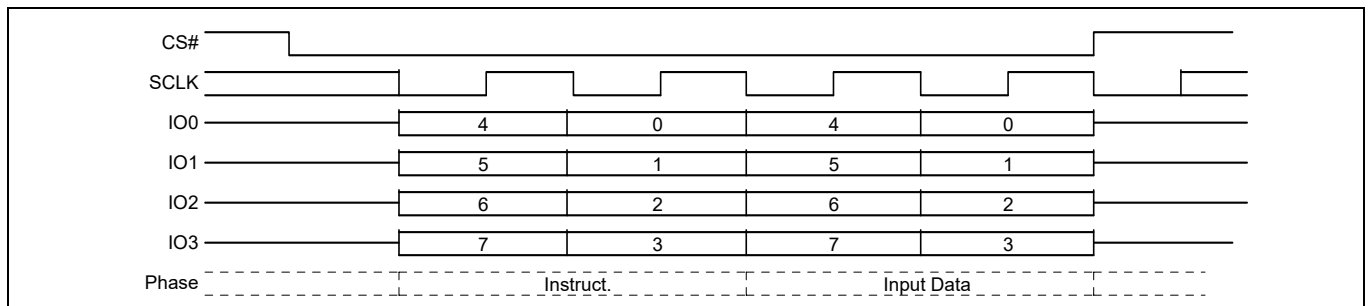 CS#
SCLK
IO0 4 0 4 0
IO1 5 1 5 1
IO2 6 2 6 2
IO3 7 3 7 3
Phase Instruct. Input Data